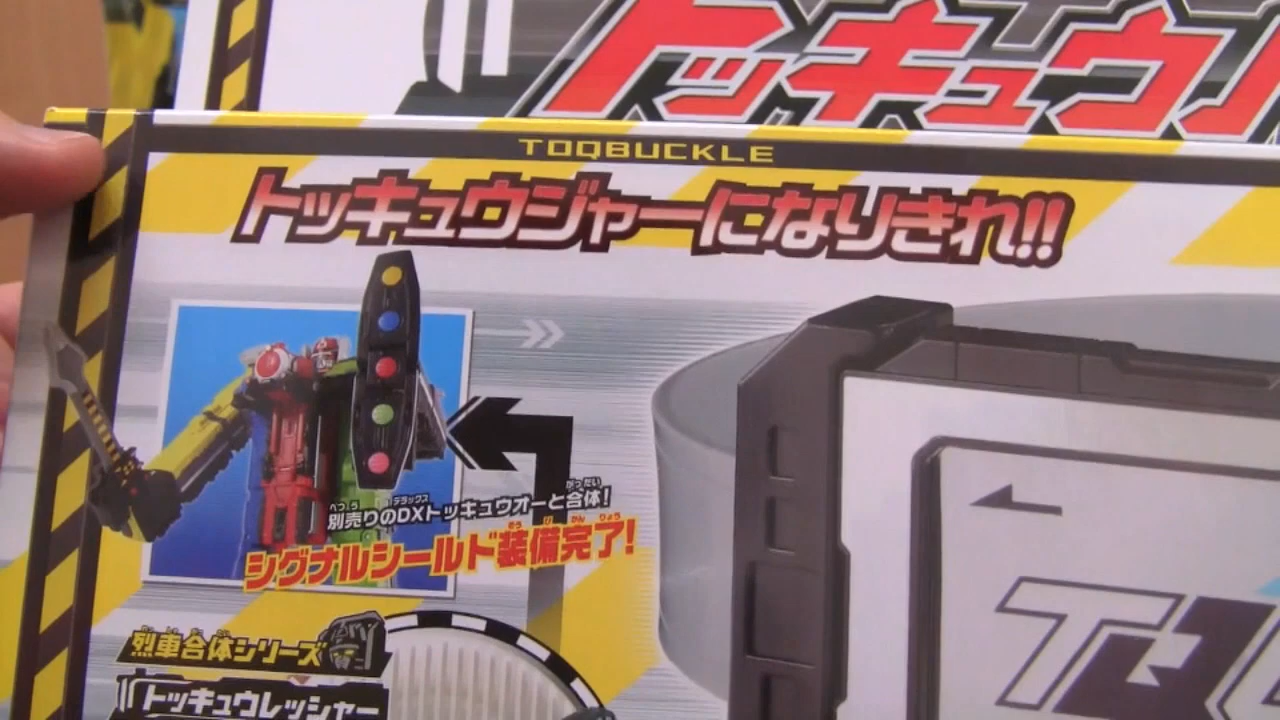 トッキュウ
TOQBUCKLE
トッキュウジャーになりきれ!!
別売りのDXトッキュウオーと合体!
シグナルシールド装備完了!
烈車合体シリーズ
トッキュウレッシャー
TQ